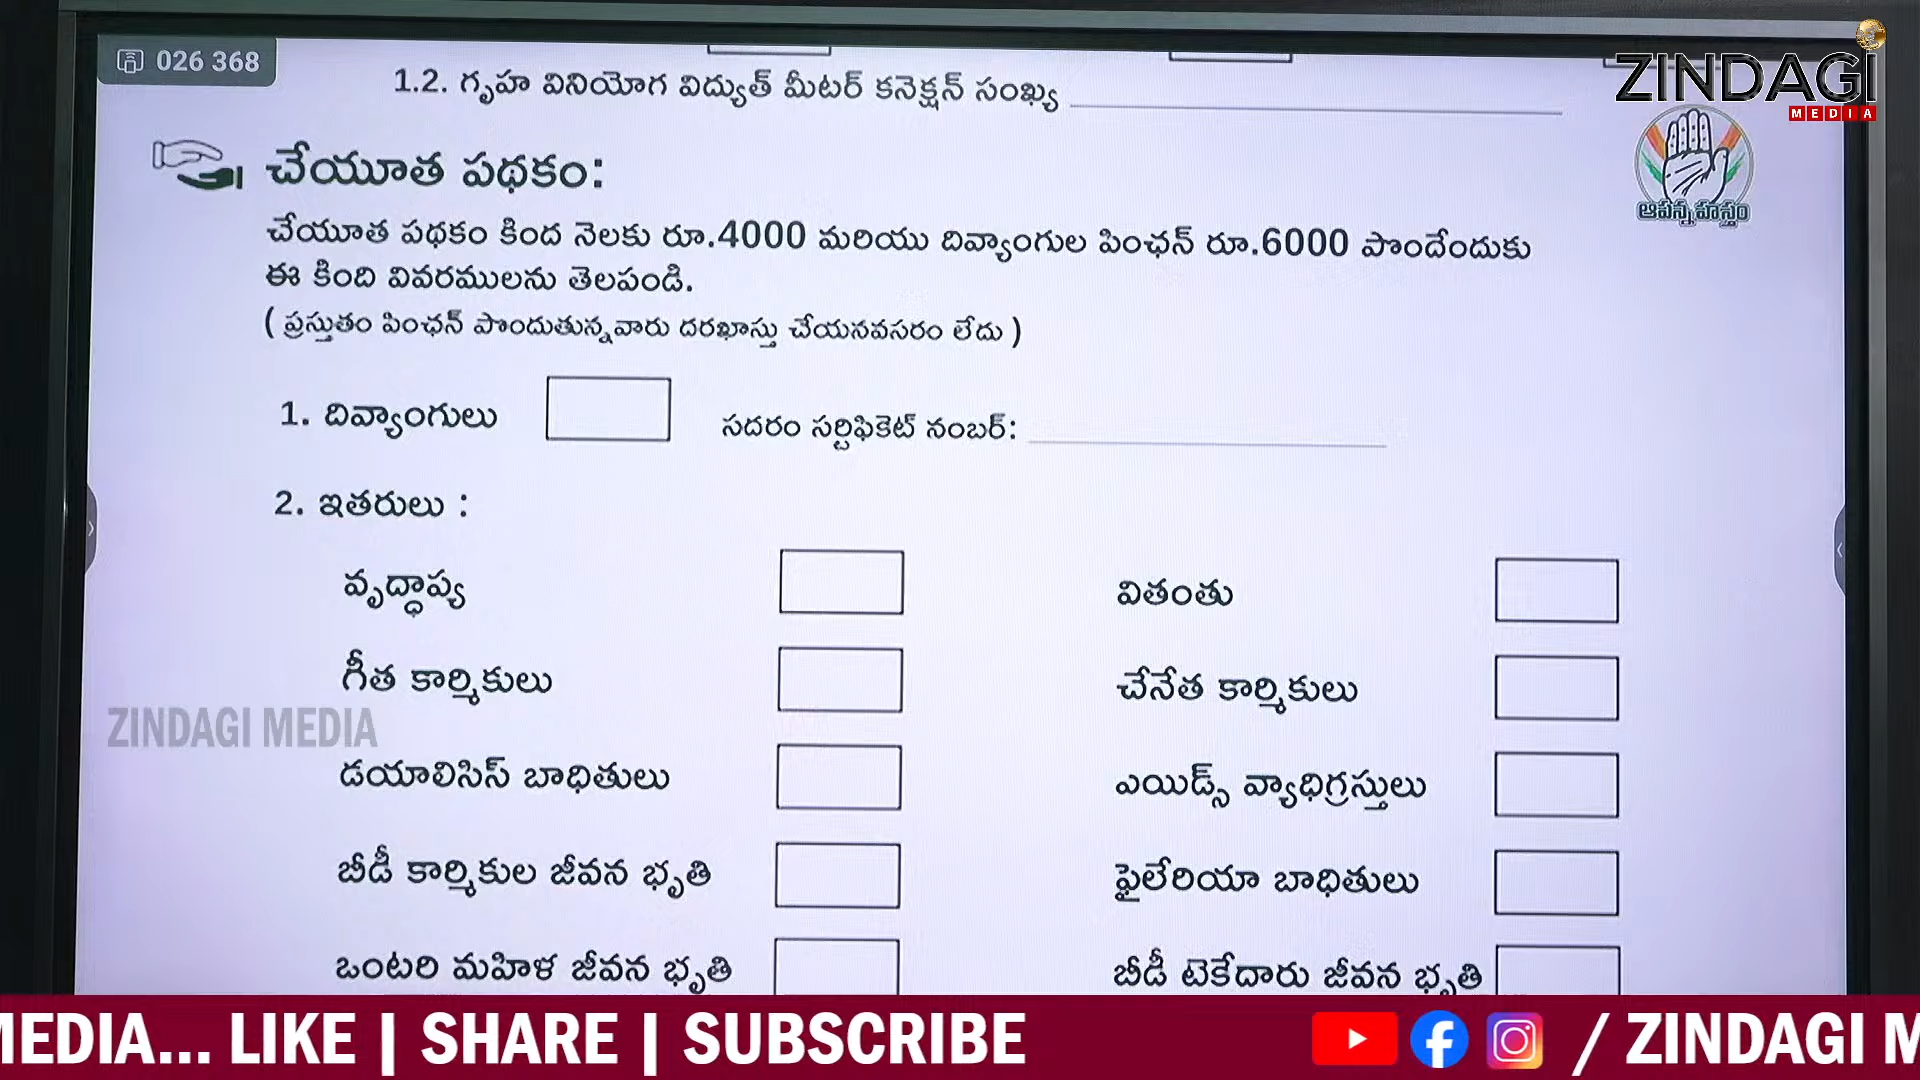 026 368
ZINDAGI
MEDIA
1.2. గృహ వినియోగ విద్యుత్ మీటర్ కనెక్షన్ సంఖ్య
ఆపన్నహస్తం
చేయూత పథకం:
చేయూత పథకం కింద నెలకు రూ.4000 మరియు దివ్యాంగుల పింఛన్ రూ.6000 పొందేందుకు
ఈ కింది వివరములను తెలపండి.
( ప్రస్తుతం పింఛన్ పొందుతున్నవారు దరఖాస్తు చేయనవసరం లేదు )
1. దివ్యాంగులు సదరం సర్టిఫికెట్ నంబర్:
2. ఇతరులు :
వృద్ధాప్య వితంతు
గీత కార్మికులు చేనేత కార్మికులు
ZINDAGI MEDIA
డయాలిసిస్ బాధితులు ఎయిడ్స్ వ్యాధిగ్రస్తులు
బీడీ కార్మికుల జీవన భృతి ఫైలేరియా బాధితులు
ఒంటరి మహిళ జీవన భృతి బీడీ టెకేదారు జీవన భృతి
MEDIA... LIKE | SHARE | SUBSCRIBE / ZINDAGI M